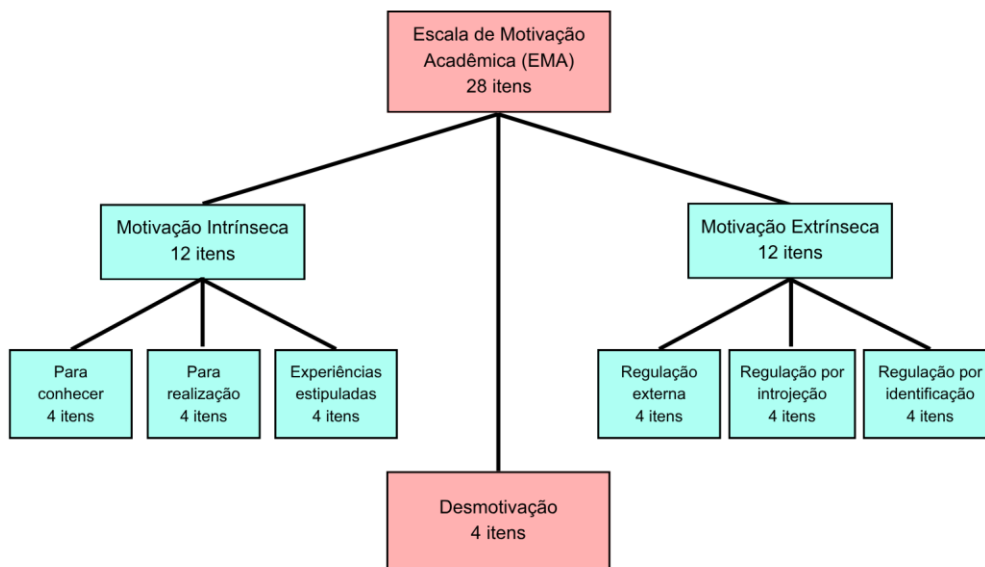 Escala de Motivação
Acadêmica (EMA)
28 itens
Motivação Intrínseca
12 itens
Motivação Extrínseca
12 itens
Para
conhecer
4 itens
Para
realização
4 itens
Experiências
estipuladas
4 itens
Regulação
externa
4 itens
Regulação por
introjeção
4 itens
Regulação por
identificação
4 itens
Desmotivação
4 itens